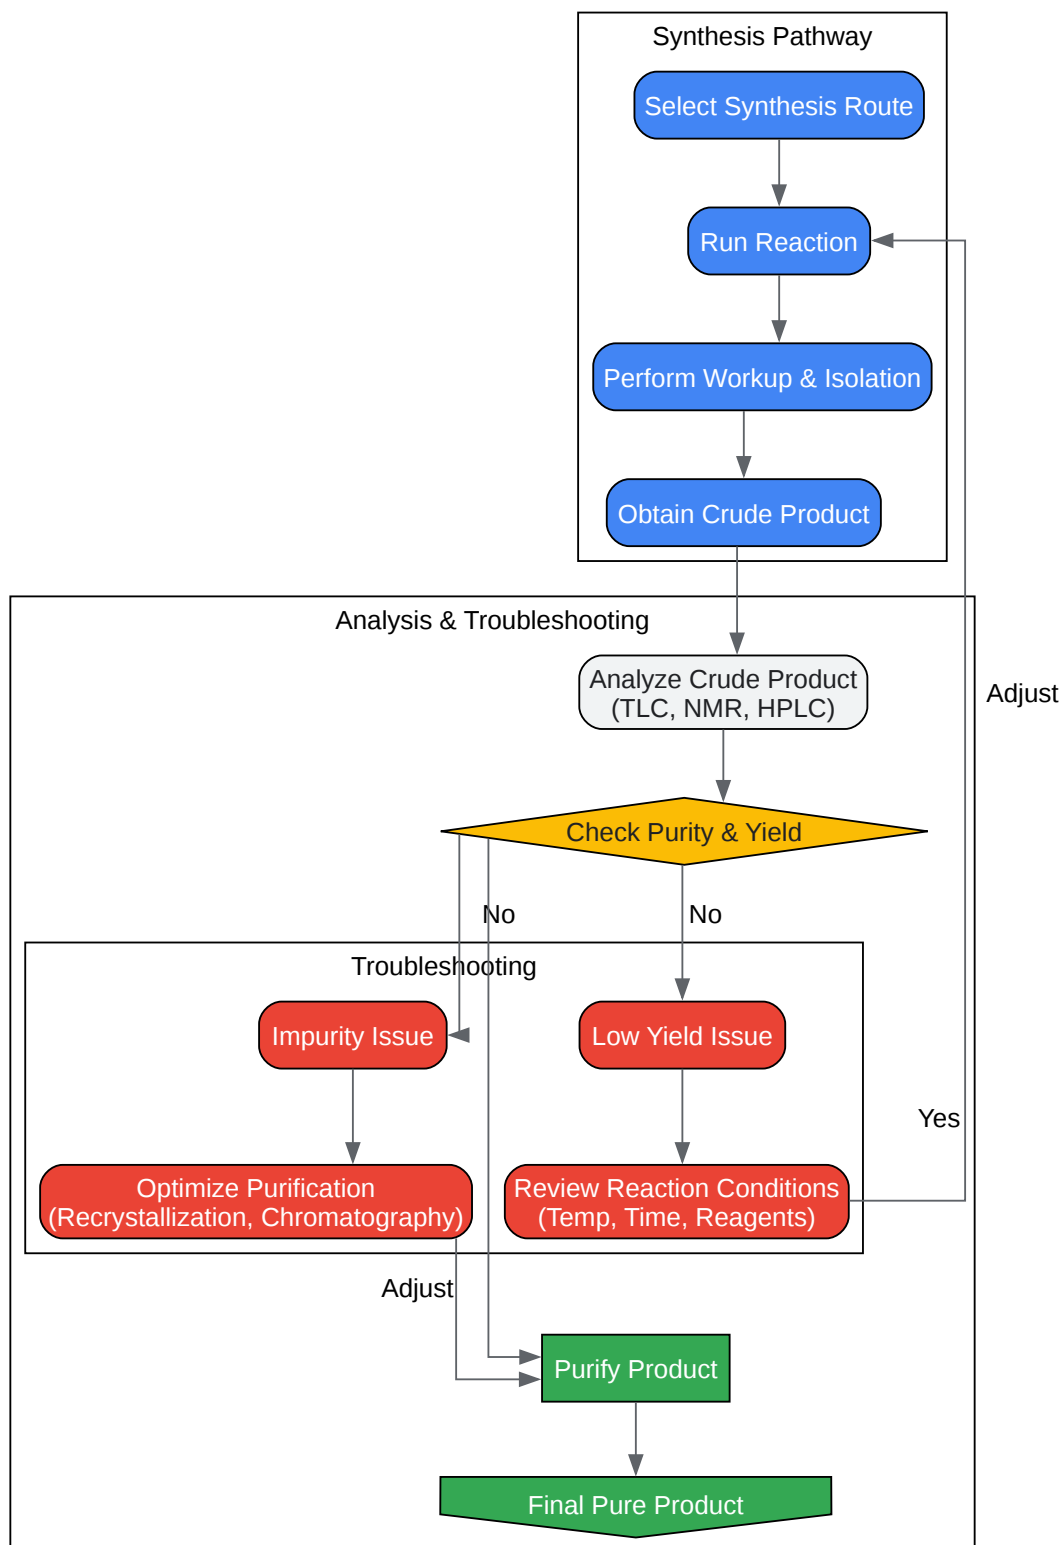 Synthesis Pathway
Select Synthesis Route
Run Reaction
Perform Workup & Isolation
Obtain Crude Product
Analysis & Troubleshooting
Analyze Crude Product
(TLC, NMR, HPLC)
Adjust
Check Purity & Yield
No
No
Troubleshooting
Impurity Issue
Low Yield Issue
Yes
Optimize Purification
(Recrystallization, Chromatography)
Review Reaction Conditions
(Temp, Time, Reagents)
Adjust
Purify Product
Final Pure Product